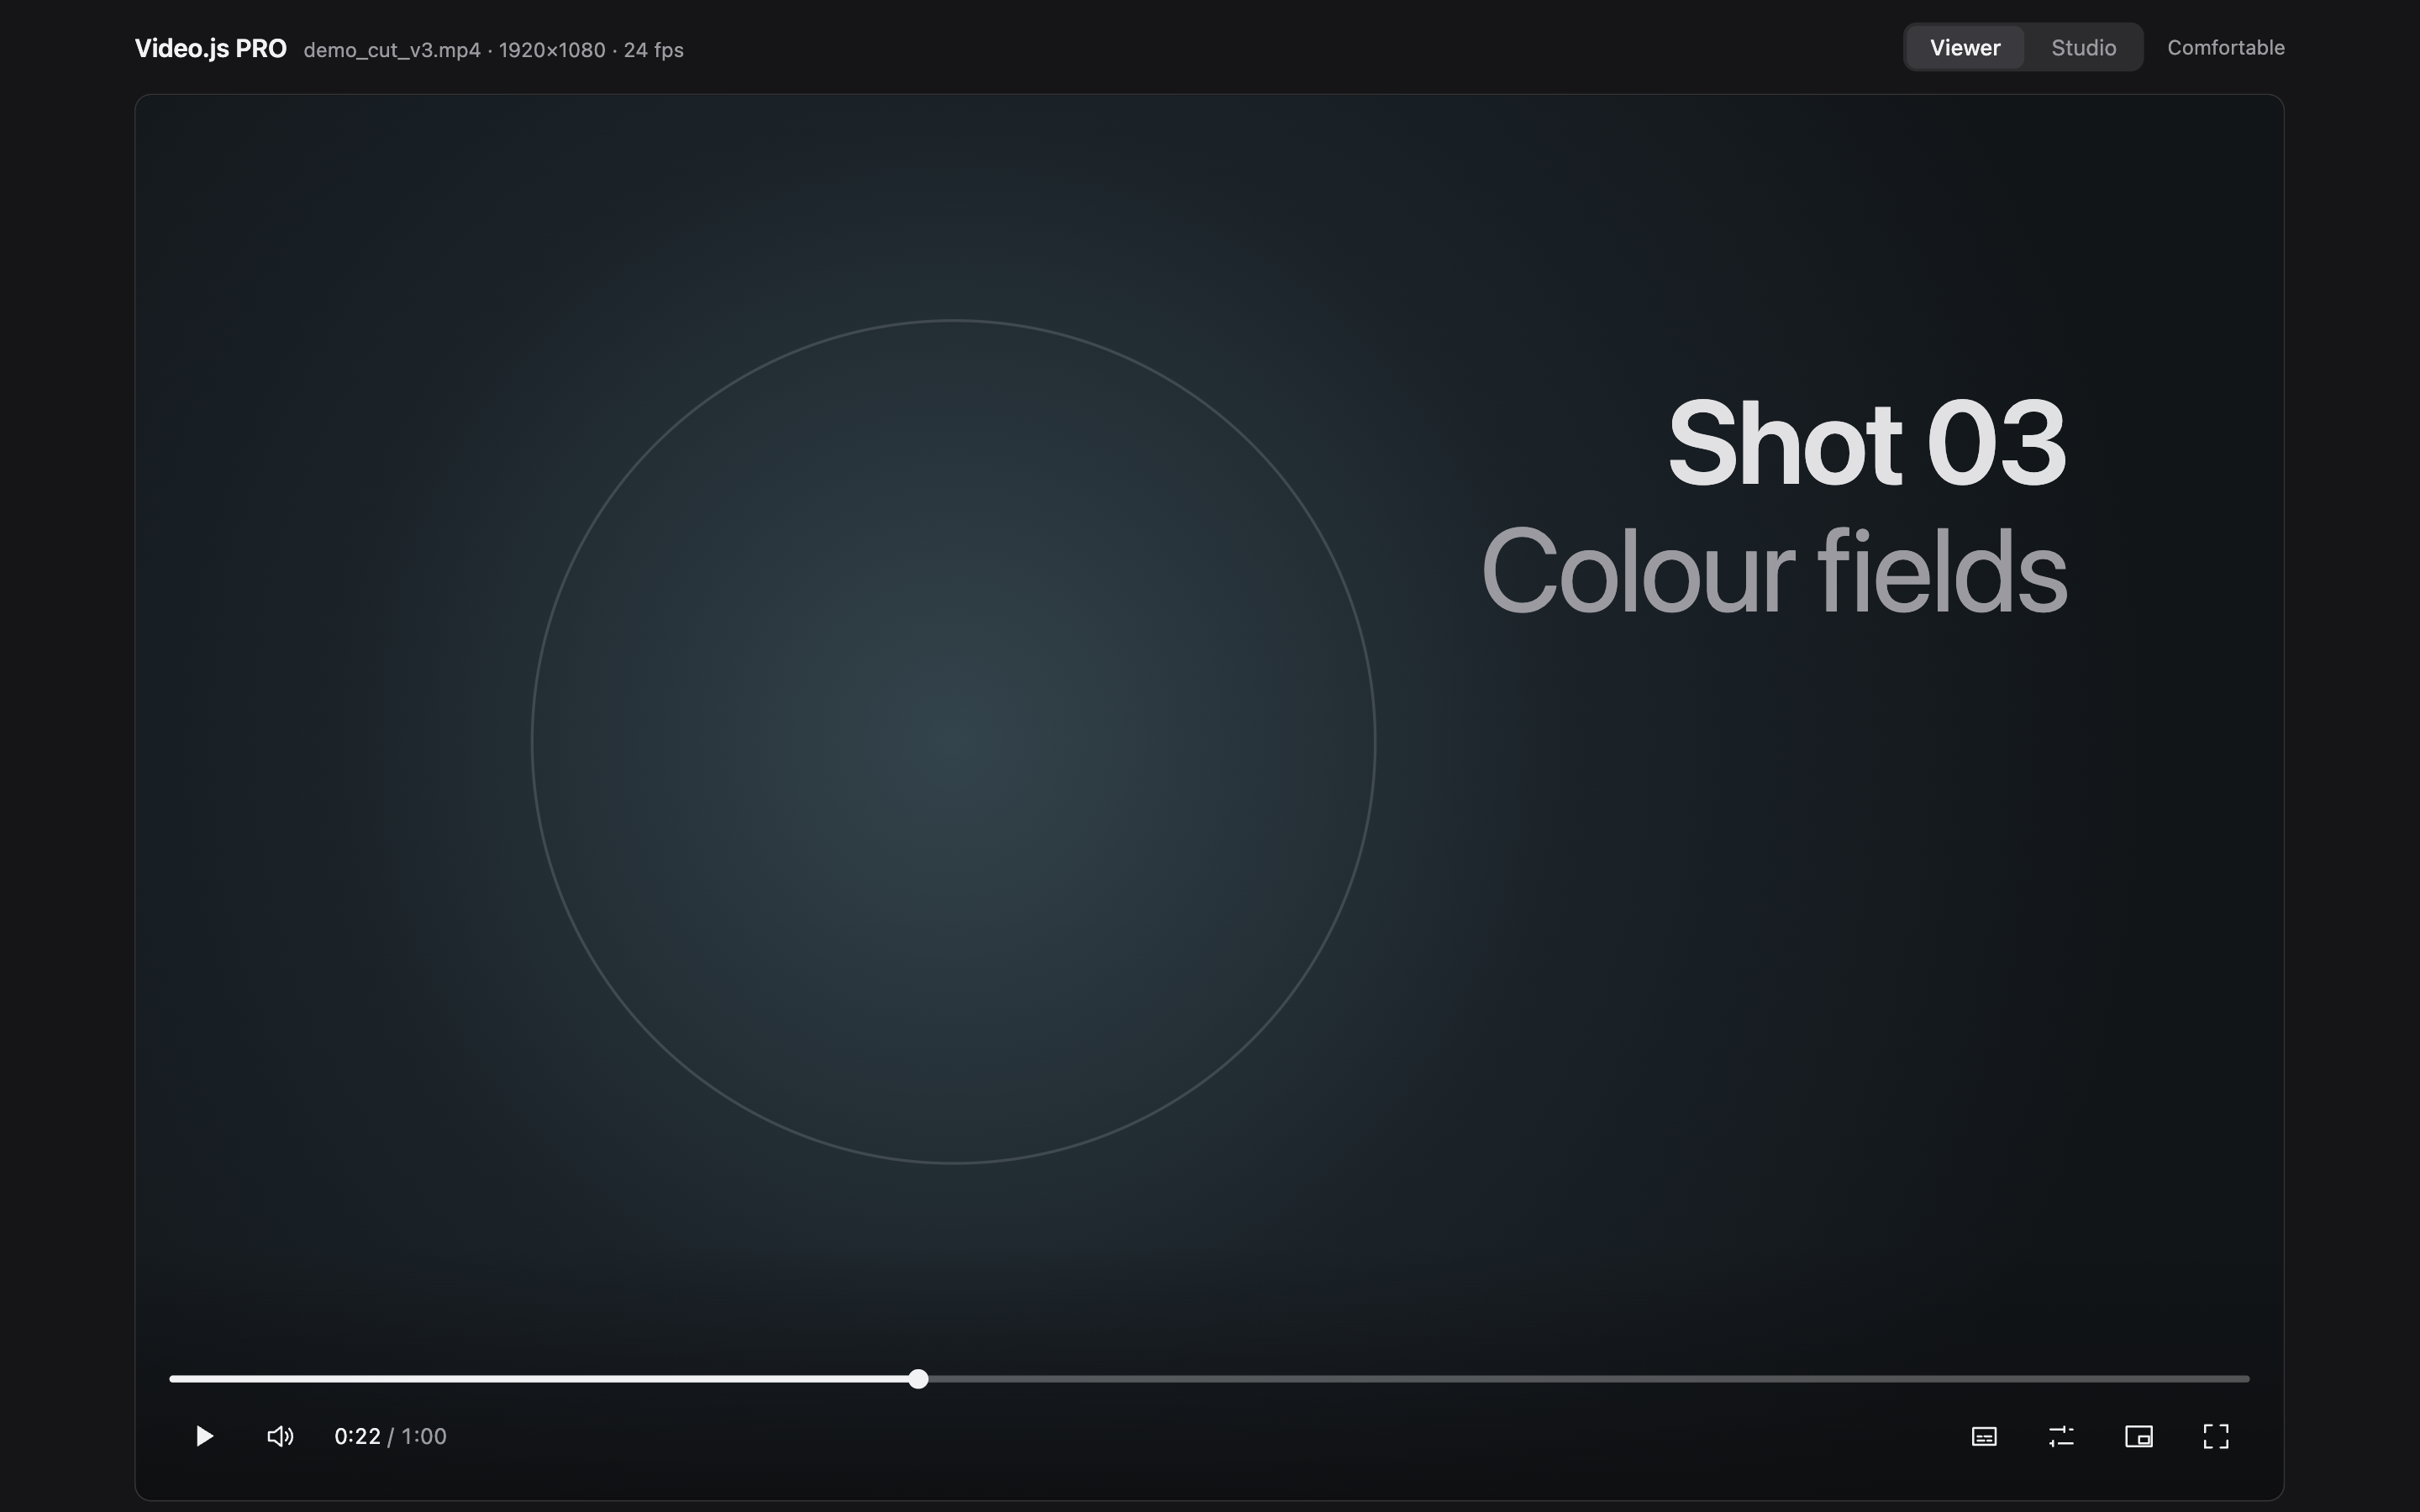 Video.js PRO demo_cut_v3.mp4 · 1920×1080 · 24 fps
Viewer Studio Comfortable
Shot 03
Colour fields
0:22 / 1:00